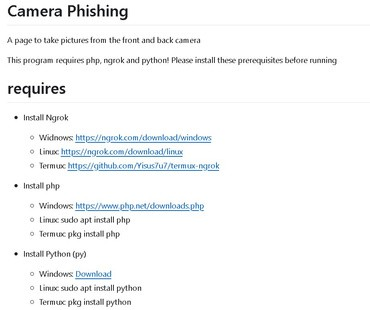 Camera Phishing
A page to take pictures from the front and back camera
This program requires php, ngrok and python! Please install these prerequisites before running
requires
Install Ngrok
Widnows: https://ngrok.com/download/windows
Linux: https://ngrok.com/download/linux
Termux: https://github.com/Yisus7u7/termux-ngrok
Install php
Windows: https://www.php.net/downloads.php
Linux: sudo apt install php
Termux: pkg install php
Install Python (py)
Windows: Download
Linux: sudo apt install python
Termux: pkg install python